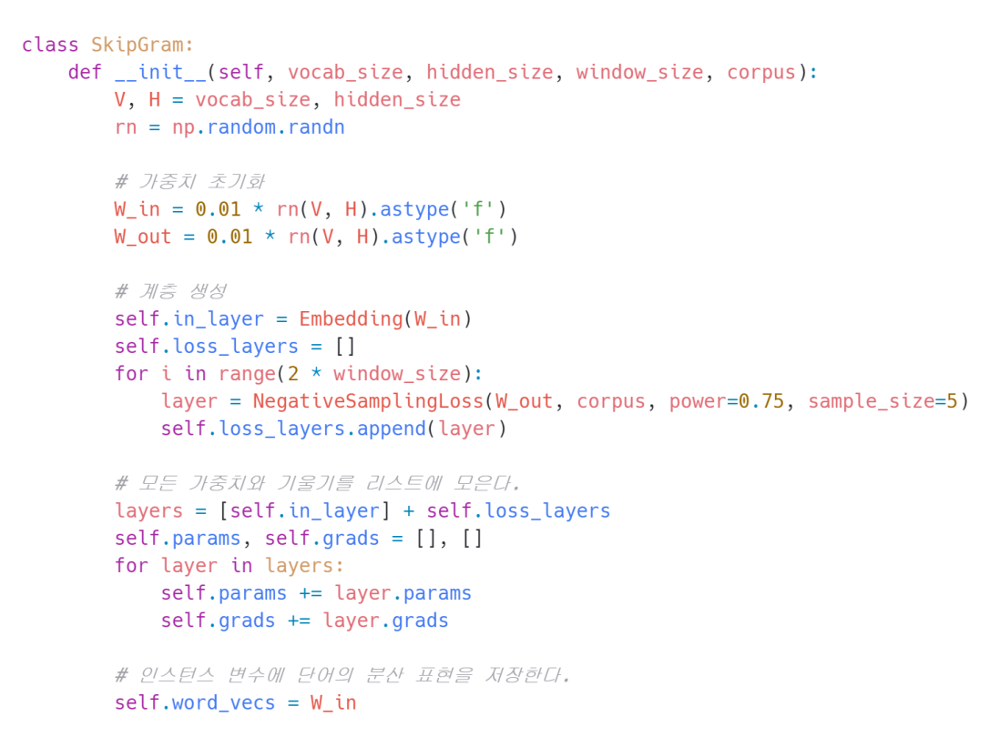 class SkipGram:
    def __init__(self, vocab_size, hidden_size, window_size, corpus):
        V, H = vocab_size, hidden_size
        rn = np.random.randn

        # 가중치 초기화
        W_in = 0.01 * rn(V, H).astype('f')
        W_out = 0.01 * rn(V, H).astype('f')

        # 계층 생성
        self.in_layer = Embedding(W_in)
        self.loss_layers = []
        for i in range(2 * window_size):
            layer = NegativeSamplingLoss(W_out, corpus, power=0.75, sample_size=5)
            self.loss_layers.append(layer)

        # 모든 가중치와 기울기를 리스트에 모은다.
        layers = [self.in_layer] + self.loss_layers
        self.params, self.grads = [], []
        for layer in layers:
            self.params += layer.params
            self.grads += layer.grads

        # 인스턴스 변수에 단어의 분산 표현을 저장한다.
        self.word_vecs = W_in